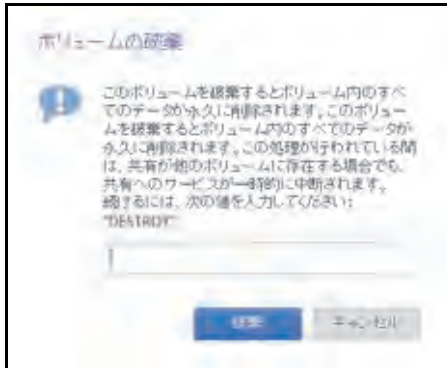 ボリュームの破棄
このボリュームを破棄するとボリューム内のすべ
てのデータが永久に削除されます。このボリュー
ムを破棄するとボリューム内のすべてのデータが
永久に削除されます。この処理が行われている間
は、共有が他のボリュームに存在する場合でも、
共有へのサービスが一時的に中断されます。
続けるには、次の値を入力してください:
"DESTROY"
破棄
キャンセル